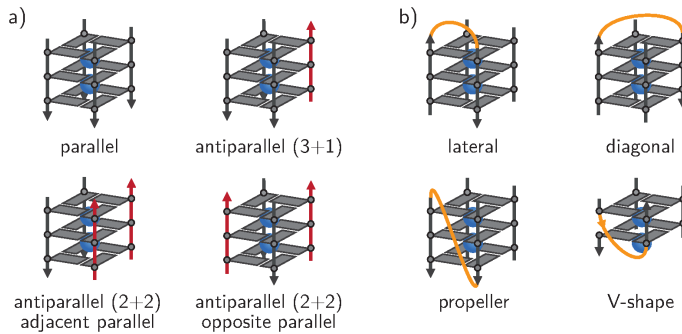 a)
b)
parallel
antiparallel (3+1)
lateral
diagonal
antiparallel (2+2)
adjacent parallel
antiparallel (2+2)
opposite parallel
propeller
V-shape